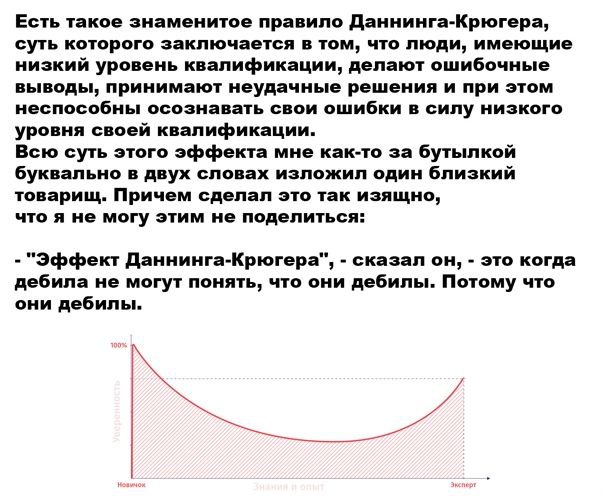 Есть такое знаменитое правило Даннинга-Крюгера,
суть которого заключается в том, что люди, имеющие
низкий уровень квалификации, делают ошибочные
выводы, принимают неудачные решения и при этом
неспособны осознавать свои ошибки в силу низкого
уровня своей квалификации.
Всю суть этого эффекта мне как-то за бутылкой
буквально в двух словах изложил один близкий
товарищ. Причем сделал это так изящно,
что я не могу этим не поделиться:
- "Эффект Даннинга-Крюгера", - сказал он, - это когда
дебила не могут понять, что они дебилы. Потому что
они дебилы.
100%
Уверенность
Новичок
Знания и опыт
Эксперт